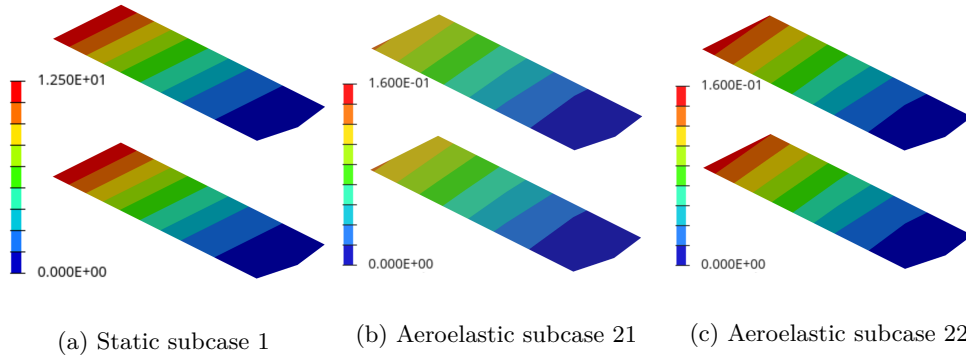 1.250E+01
0.000E+00
1.600E-01
0.000E+00
1.600E-01
0.000E+00
(a) Static subcase 1
(b) Aeroelastic subcase 21
(c) Aeroelastic subcase 22